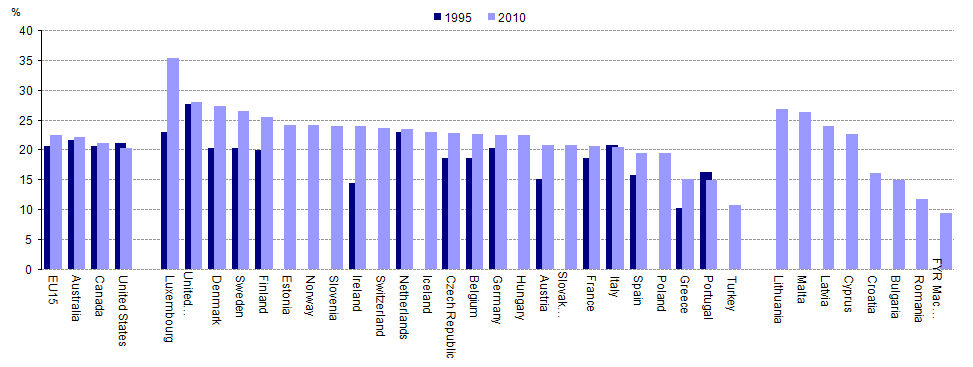 %
1995 2010
40
35
30
25
20
15
10
5
0
EU15
Australia
Canada
United States
Luxembourg
United...
Denmark
Sweden
Finland
Estonia
Norway
Slovenia
Ireland
Switzerland
Netherlands
Iceland
Czech Republic
Belgium
Germany
Hungary
Austria
Slovak...
France
Italy
Spain
Poland
Greece
Portugal
Turkey
Lithuania
Malta
Latvia
Cyprus
Croatia
Burgaria
Romania
FYR Mac...